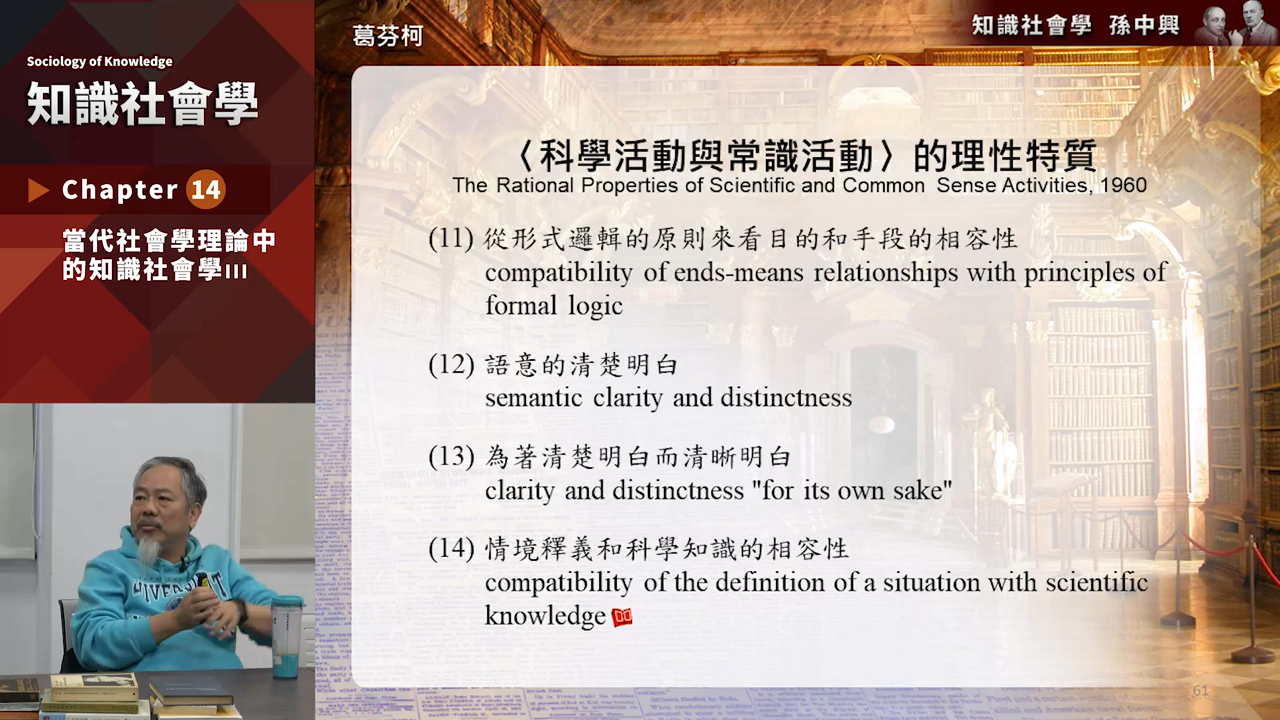 Sociology of Knowledge
知識社會學
Chapter 14
當代社會學理論中
的知識社會學III
葛芬柯
知識社會學 孫中興
〈科學活動與常識活動〉的理性特質
The Rational Properties of Scientific and Common Sense Activities, 1960
(11) 從形式邏輯的原則來看目的和手段的相容性
compatibility of ends-means relationships with principles of
formal logic
(12) 語意的清楚明白
semantic clarity and distinctness
(13) 為著清楚明白而清晰明白
clarity and distinctness "for its own sake"
(14) 情境釋義和科學知識的相容性
compatibility of the definition of a situation with scientific
knowledge
61